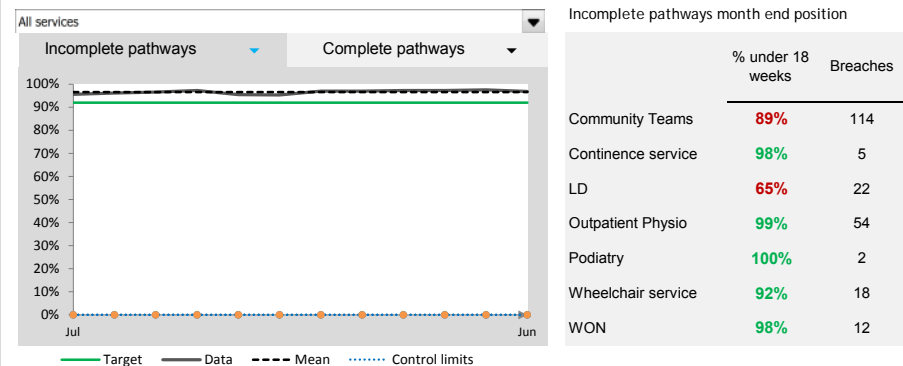 All services
Incomplete pathways
Complete pathways
100%
90%
80%
70%
60%
50%
40%
30%
20%
10%
0%
Jul
Jun
Target
Data
Mean
Control limits
Incomplete pathways month end position
% under 18 weeks
Breaches
Community Teams 89% 114
Continence service 98% 5
LD 65% 22
Outpatient Physio 99% 54
Podiatry 100% 2
Wheelchair service 92% 18
WON 98% 12